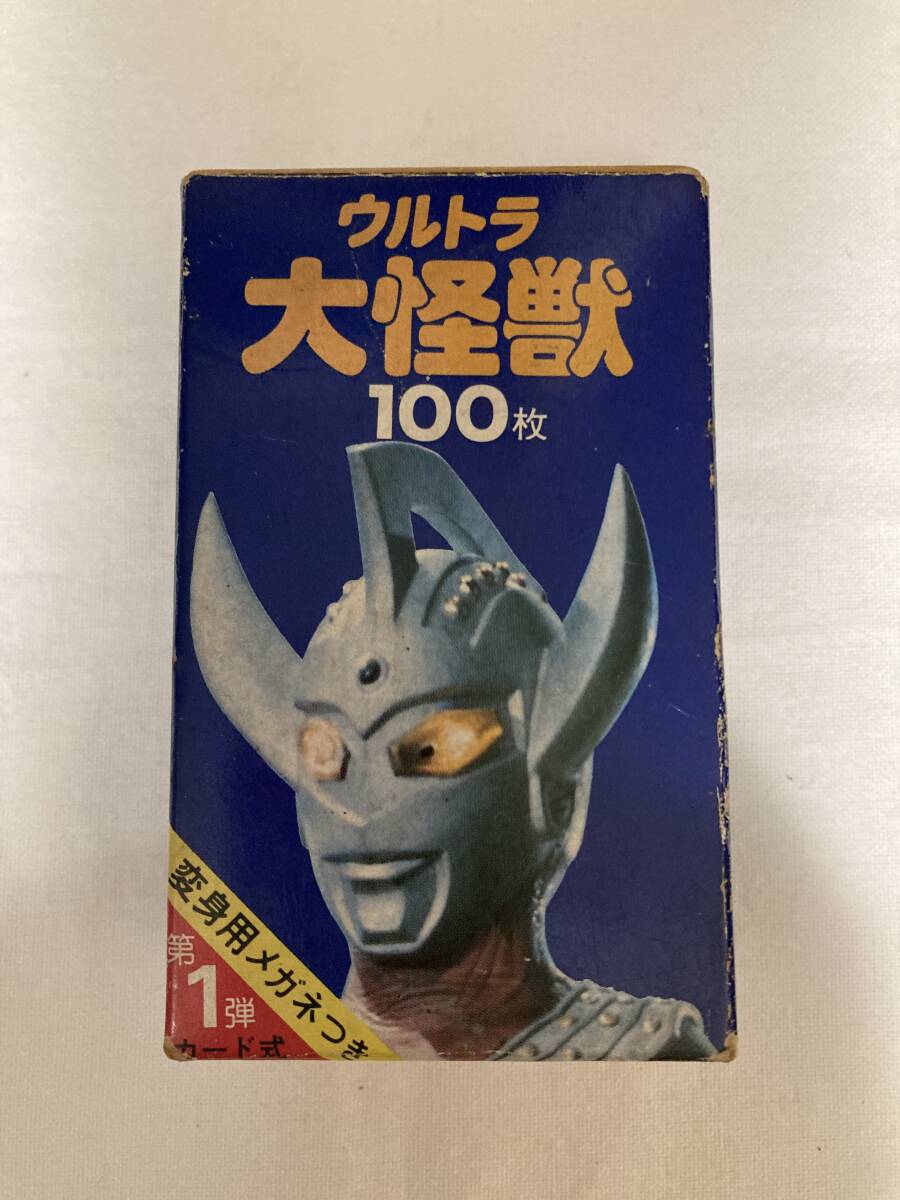 ウルトラ
大怪獣
100枚
変身用メガネつき
第
1弾
カード式